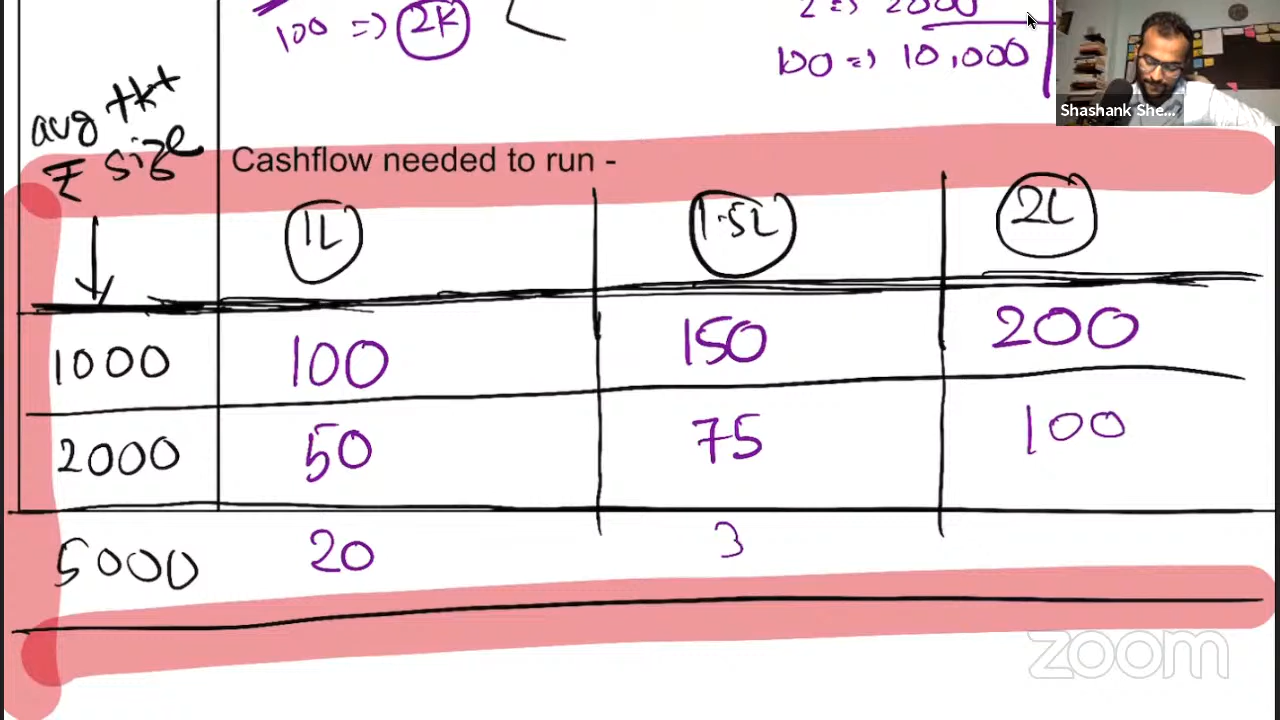 100 => 2K
2 => 2000
100 => 10,000
Shashank She...
avg tkt
₹ size
Cashflow needed to run -
1L 1.5L 2L
1000 100 150 200
2000 50 75 100
5000 20 3
zoom